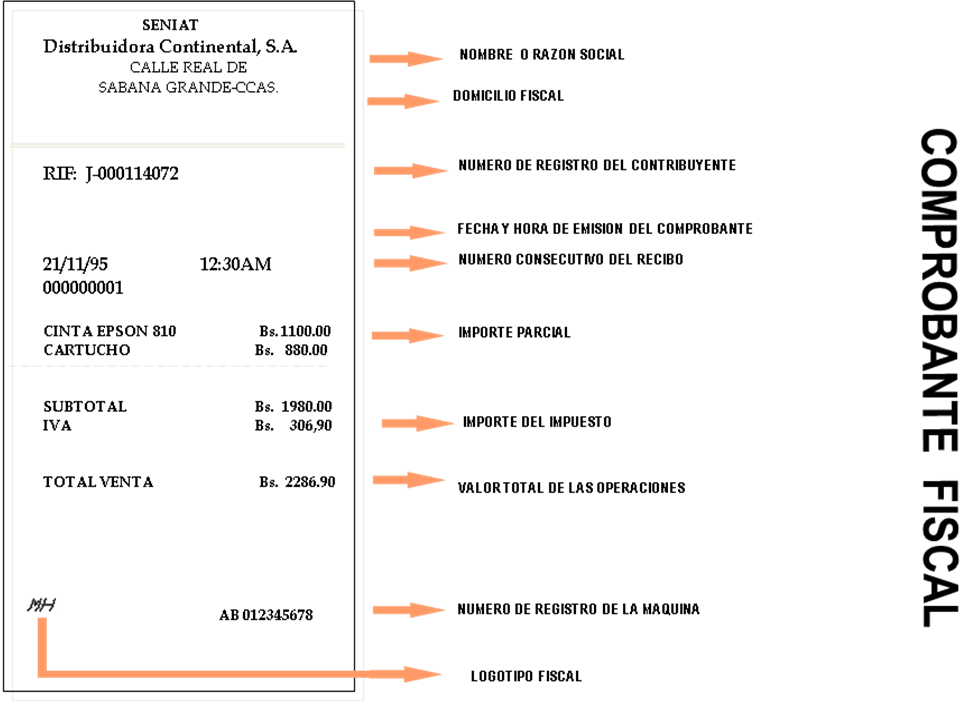 SENIAT
Distribuidora Continental, S.A.
CALLE REAL DE
SABANA GRANDE-CCAS.
NOMBRE O RAZON SOCIAL
DOMICILIO FISCAL
RIF: J-000114072
NUMERO DE REGISTRO DEL CONTRIBUYENTE
FECHA Y HORA DE EMISION DEL COMPROBANTE
21/11/95 12:30AM
NUMERO CONSECUTIVO DEL RECIBO
000000001
CINTA EPSON 810 Bs. 1100.00
IMPORTE PARCIAL
CARTUCHO Bs. 880.00
SUBTOTAL Bs. 1980.00
IVA Bs. 306,90
IMPORTE DEL IMPUESTO
TOTAL VENTA Bs. 2286.90
VALOR TOTAL DE LAS OPERACIONES
MH
AB 012345678
NUMERO DE REGISTRO DE LA MAQUINA
LOGOTIPO FISCAL
COMPROBANTE FISCAL